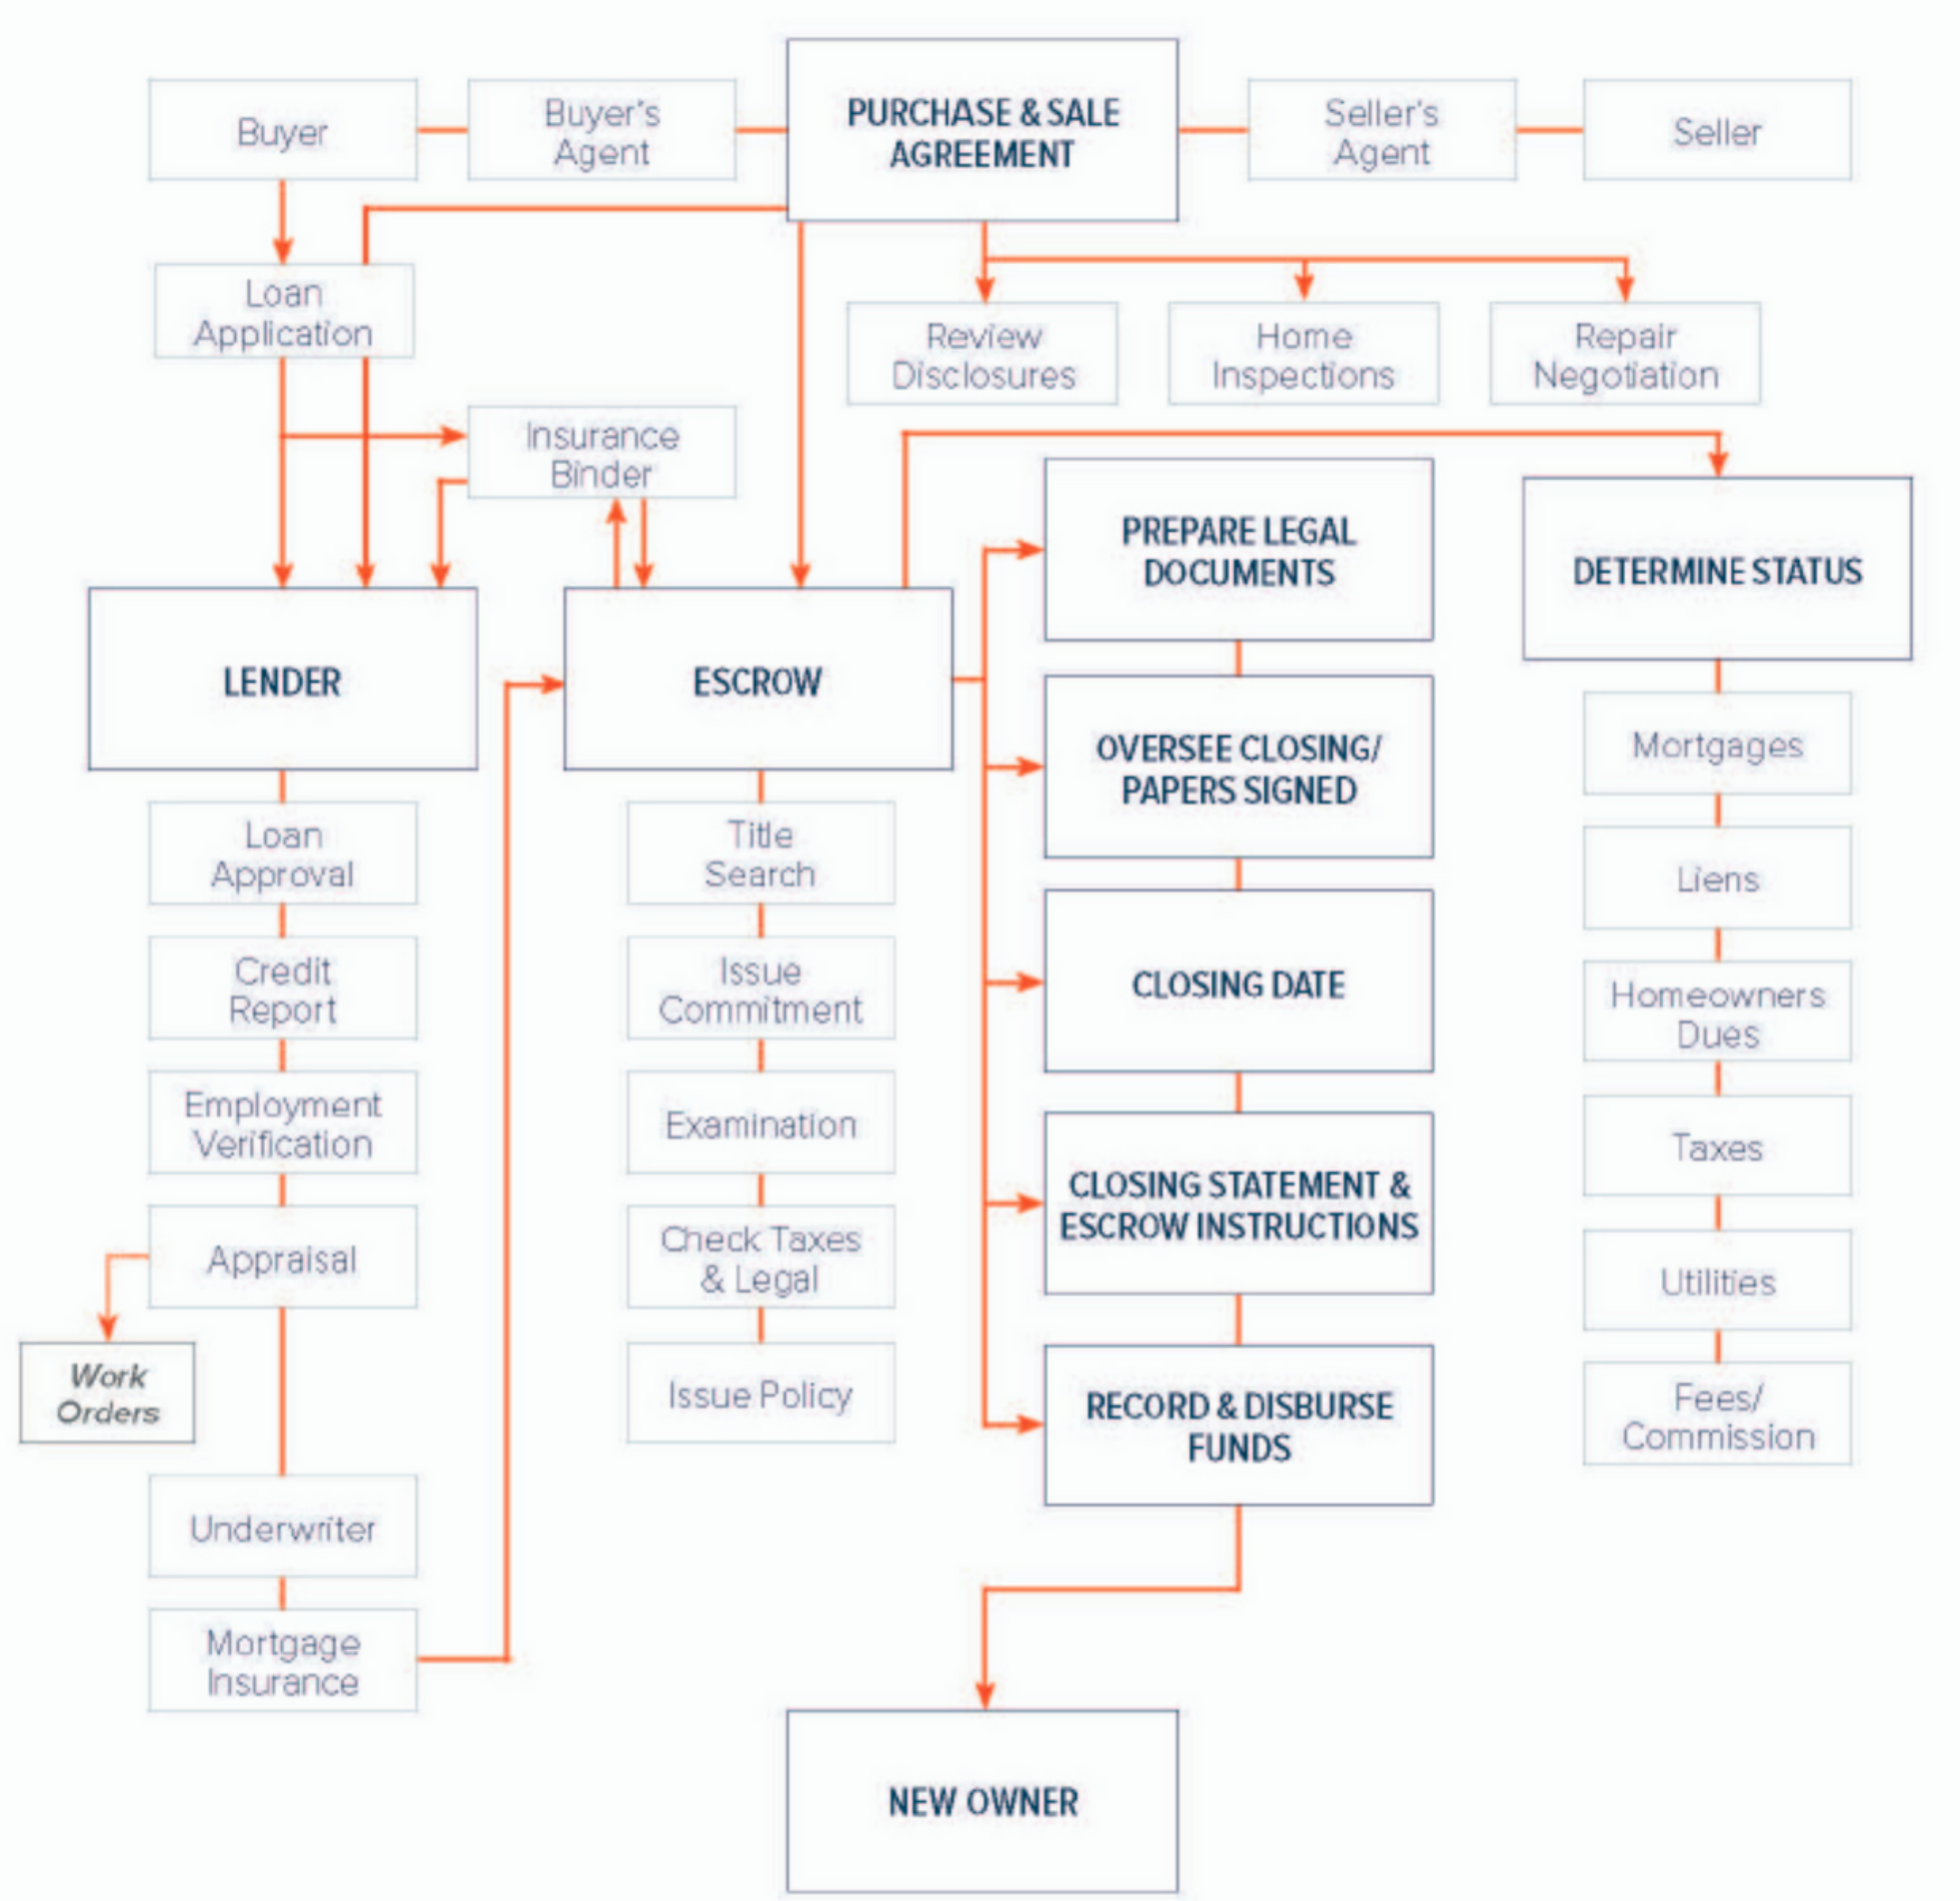 Buyer
Buyer's
Agent
PURCHASE & SALE
AGREEMENT
Seller's
Agent
Seller
Loan
Application
Review
Disclosures
Home
Inspections
Repair
Negotiation
Insurance
Binder
LENDER
ESCROW
PREPARE LEGAL
DOCUMENTS
DETERMINE STATUS
Loan
Approval
Credit
Report
Employment
Verification
Appraisal
Work
Orders
Underwriter
Mortgage
Insurance
Title
Search
Issue
Commitment
Examination
Check Taxes
& Legal
Issue Policy
OVERSEE CLOSING/
PAPERS SIGNED
CLOSING DATE
CLOSING STATEMENT &
ESCROW INSTRUCTIONS
RECORD & DISBURSE
FUNDS
Mortgages
Liens
Homeowners
Dues
Taxes
Utilities
Fees/
Commission
NEW OWNER